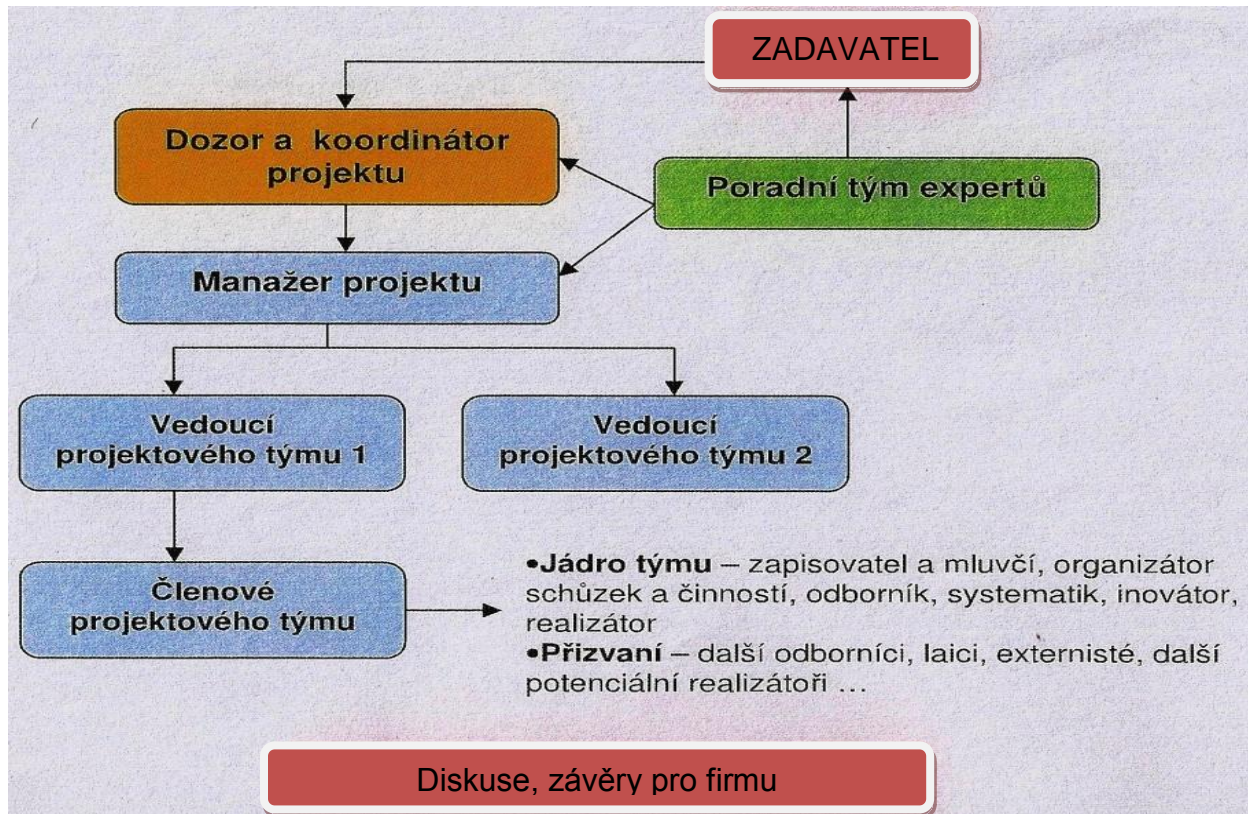 ZADAVATEL
Dozor a koordinátor
projektu
Poradní tým expertů
Manažer projektu
Vedoucí
projektového týmu 1
Vedoucí
projektového týmu 2
Členové
projektového týmu
•Jádro týmu – zapisovatel a mluvčí, organizátor
schůzek a činností, odborník, systematik, inovátor,
realizátor
•Přizvaní – další odborníci, laici, externisté, další
potenciální realizátoři ...
Diskuse, závěry pro firmu